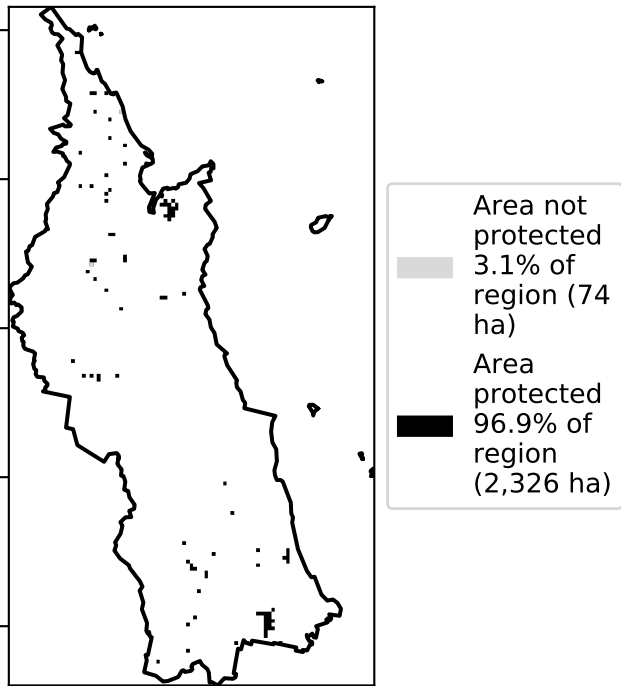 Area not
protected
3.1% of
region (74
ha)
Area
protected
96.9% of
region
(2,326 ha)